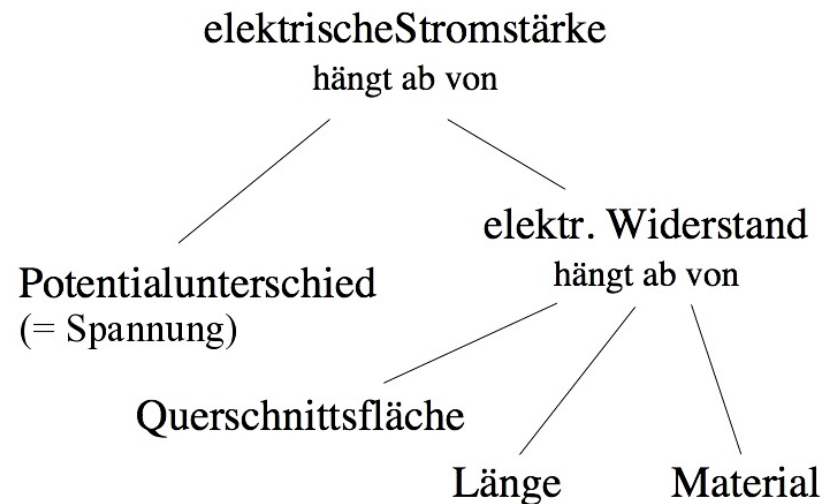 elektrischeStromstärke
hängt ab von
elektr. Widerstand
hängt ab von
Potentialunterschied
(= Spannung)
Querschnittsfläche
Länge
Material